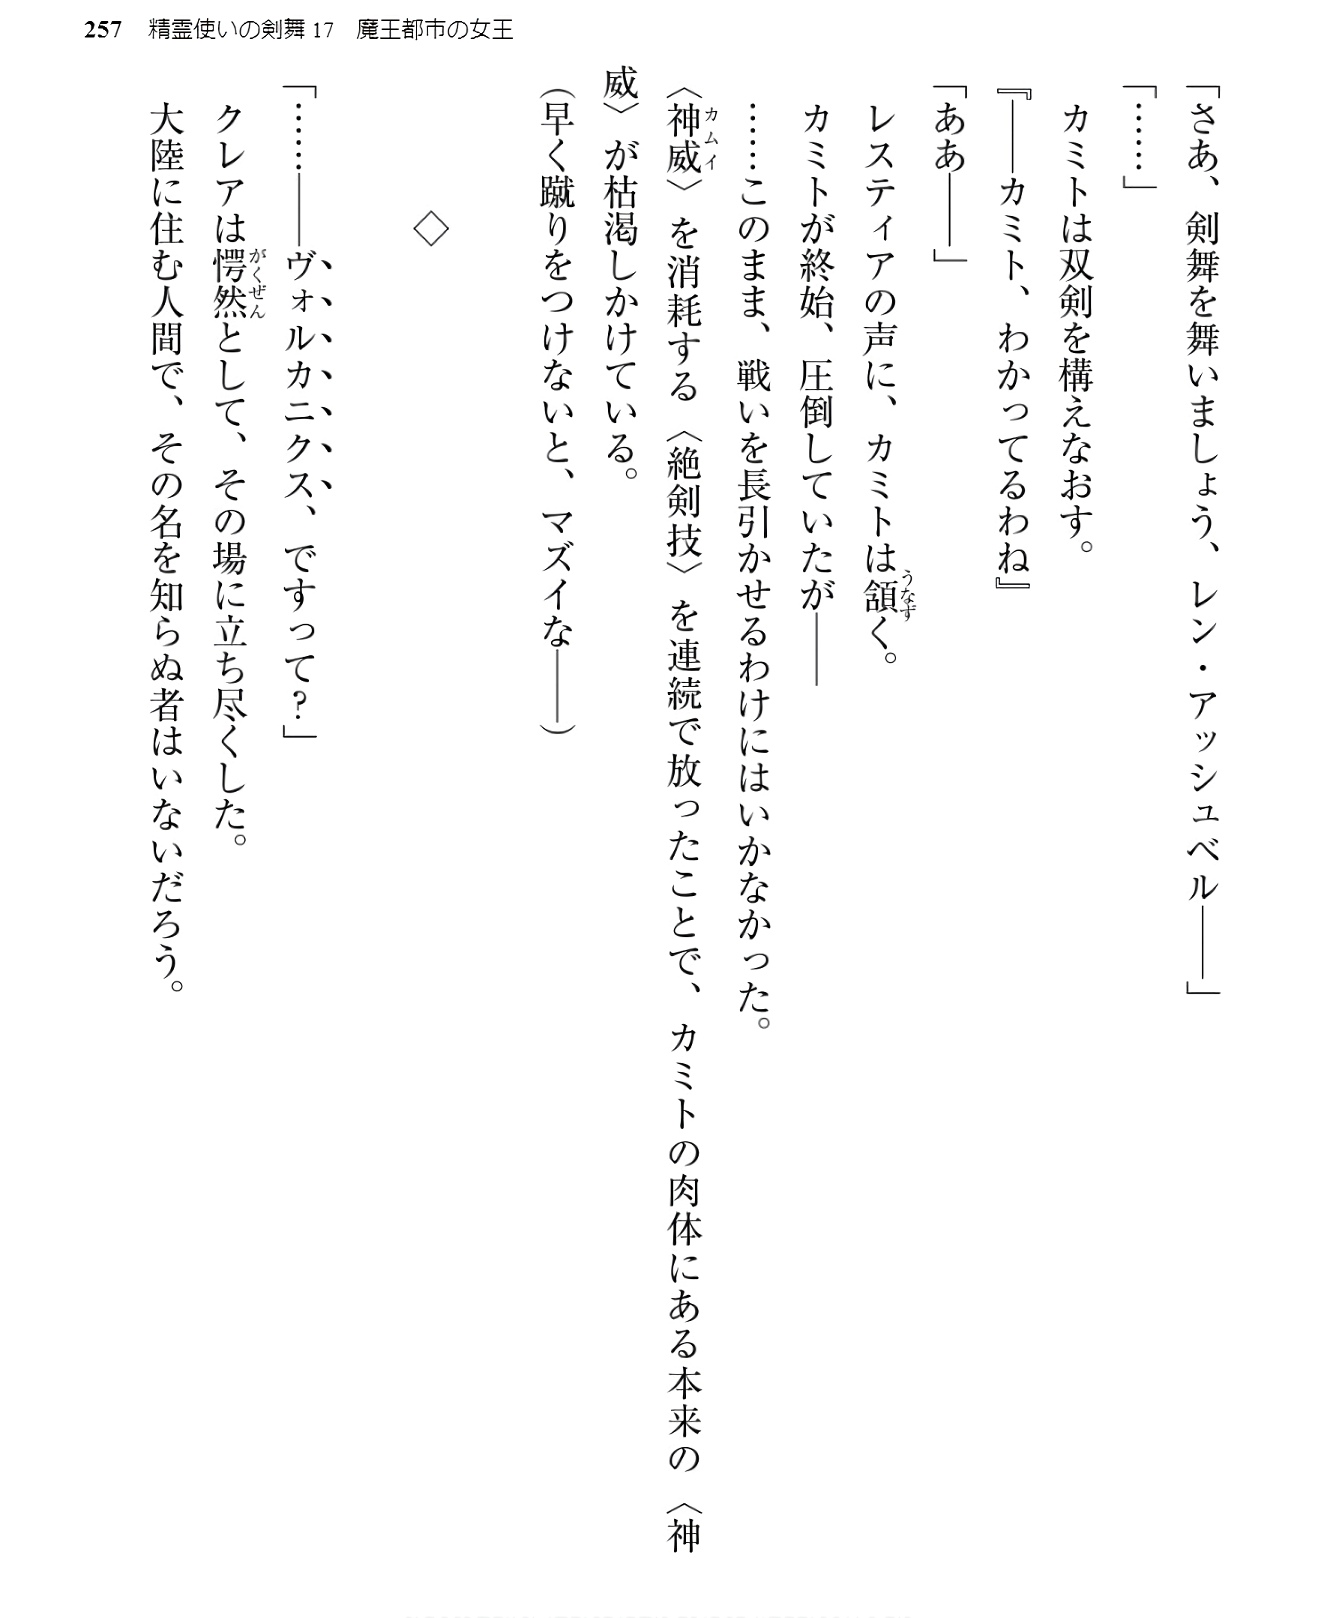 257 精霊使いの剣舞17 魔王都市の女王
「さあ、剣舞を舞いましょう、レン・アッシュベル――」
「……」
カミトは双剣を構えなおす。
『――カミト、わかってるわね』
「ああ――」
レスティアの声に、カミトは頷く。
カミトが終始、圧倒していたが――
……このまま、戦いを長引かせるわけにはいかなかった。
〈神威〉を消耗する〈絶剣技〉を連続で放ったことで、カミトの肉体にある本来の〈神
威〉が枯渇しかけている。
(早く蹴りをつけないと、マズイな――)
◇
「……――ヴォルカニクス、ですって?」
クレアは愕然として、その場に立ち尽くした。
大陸に住む人間で、その名を知らぬ者はいないだろう。